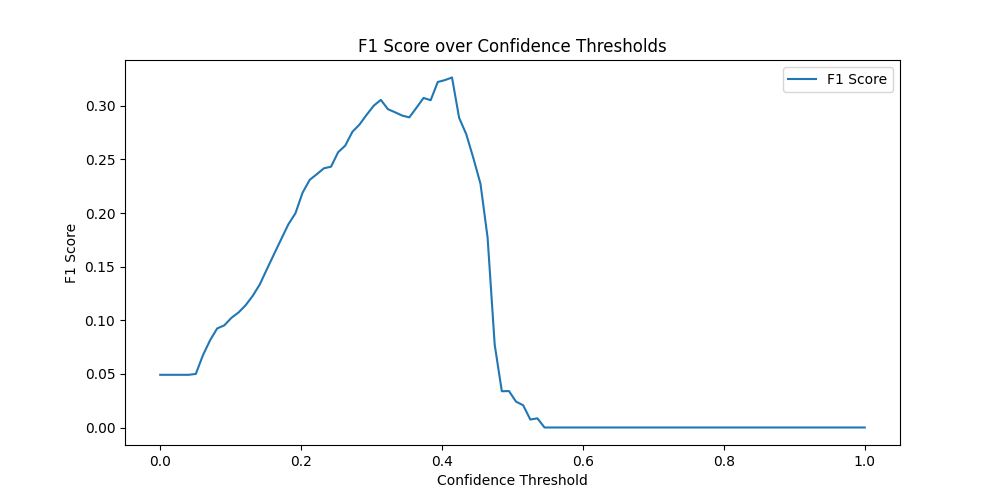 F1 Score over Confidence Thresholds
F1 Score
0.30
0.25
0.20
0.15
0.10
0.05
0.00
F1 Score
0.0 0.2 0.4 0.6 0.8 1.0
Confidence Threshold